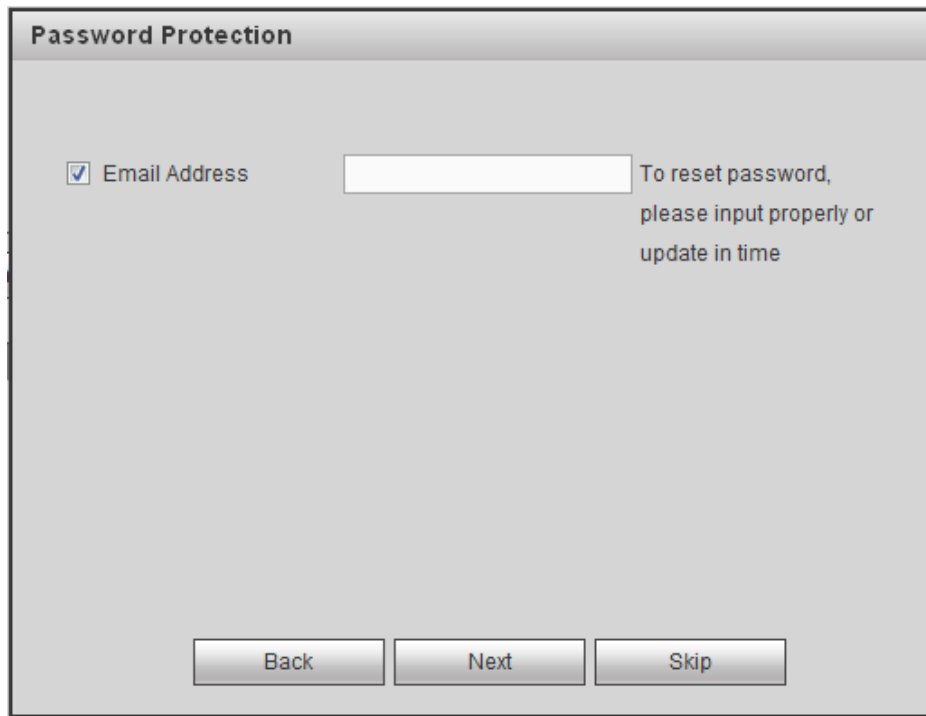 Password Protection
Email Address
To reset password,
please input properly or
update in time
Back
Next
Skip